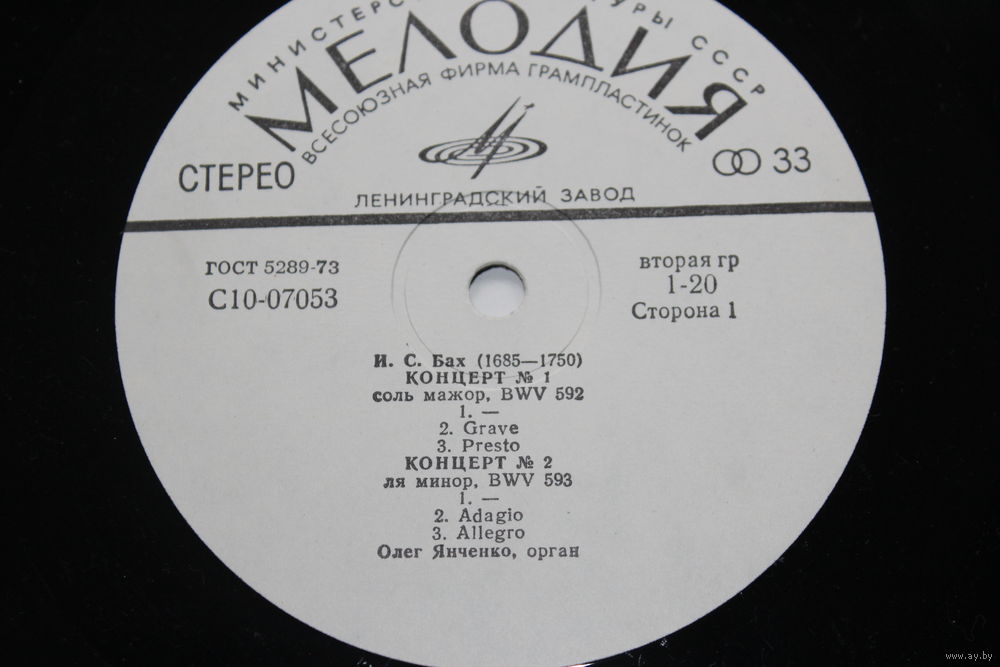 МИНИСТЕРС
УРЫ СССР
МЕЛОДИЯ
ВСЕСОЮЗНАЯ ФИРМА ГРАМПЛАСТИНОК
СТЕРЕО
33
ЛЕНИНГРАДСКИЙ ЗАВОД
ГОСТ 5289-73
С10-07053
вторая гр
1-20
Сторона 1
И. С. Бах (1685—1750)
КОНЦЕРТ № 1
соль мажор, BWV 592
1. —
2. Grave
3. Presto
КОНЦЕРТ № 2
ля минор, BWV 593
1. —
2. Adagio
3. Allegro
Олег Янченко, орган
www.ay.by